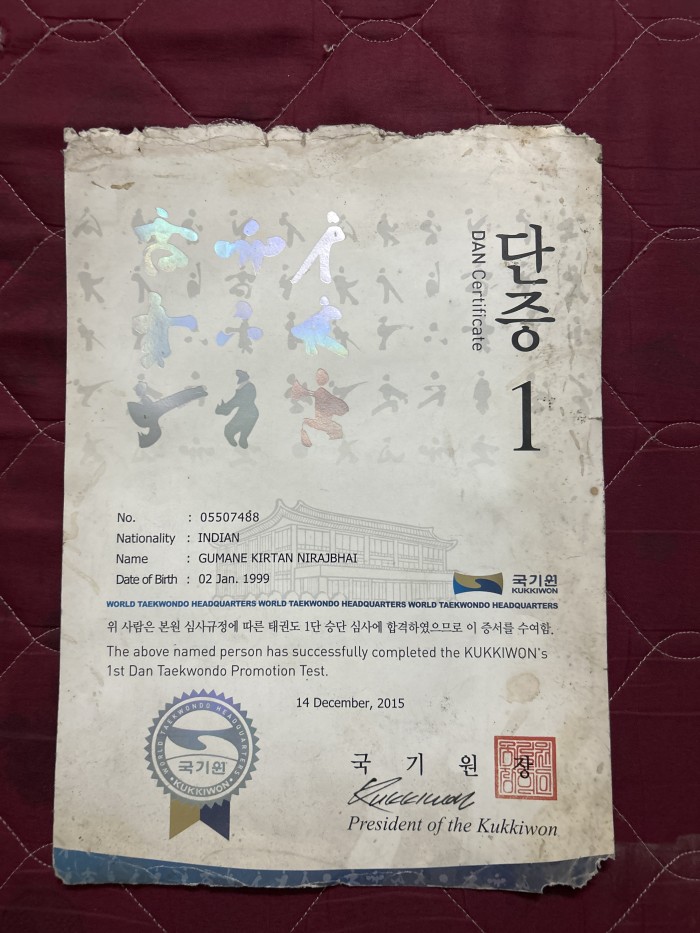 단증 1
DAN Certificate
No. : 05507488
Nationality : INDIAN
Name : GUMANE KIRTAN NIRAJBHAI
Date of Birth : 02 Jan. 1999
국기원
KUKKIWON
WORLD TAEKWONDO HEADQUARTERS WORLD TAEKWONDO HEADQUARTERS WORLD TAEKWONDO HEADQUARTERS
위 사람은 본원 심사규정에 따른 태권도 1단 승단 심사에 합격하였으므로 이 증서를 수여함.
The above named person has successfully completed the KUKKIWON's
1st Dan Taekwondo Promotion Test.
14 December, 2015
WORLD TAEKWONDO HEADQUARTERS
국기원
KUKKIWON
국 기 원 장
Kukkiwon
President of the Kukkiwon